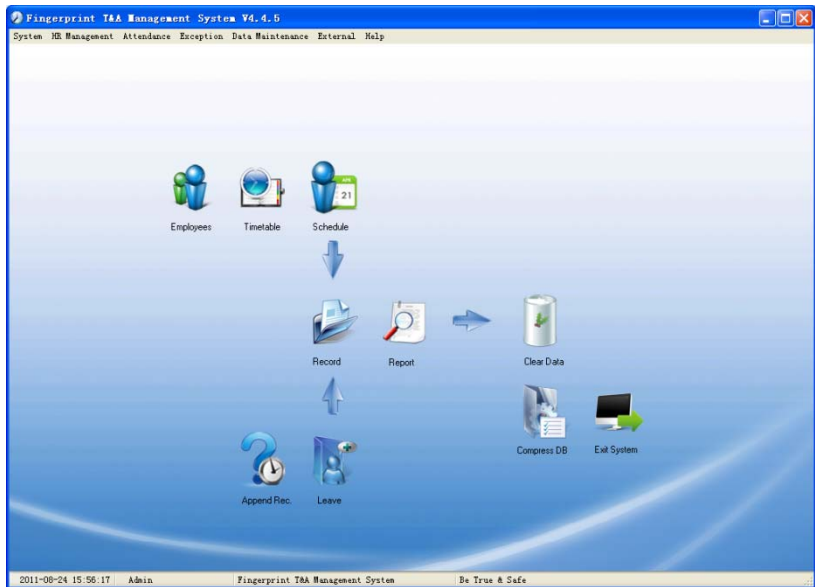 Fingerprint T&A Management System V4.4.5
System HR Management Attendance Exception Data Maintenance External Help
APR
21
Employees Timetable Schedule
Record Report Clear Data
Compress DB Exit System
Append Rec. Leave
2011-08-24 15:56:17 Admin Fingerprint T&A Management System Be True & Safe